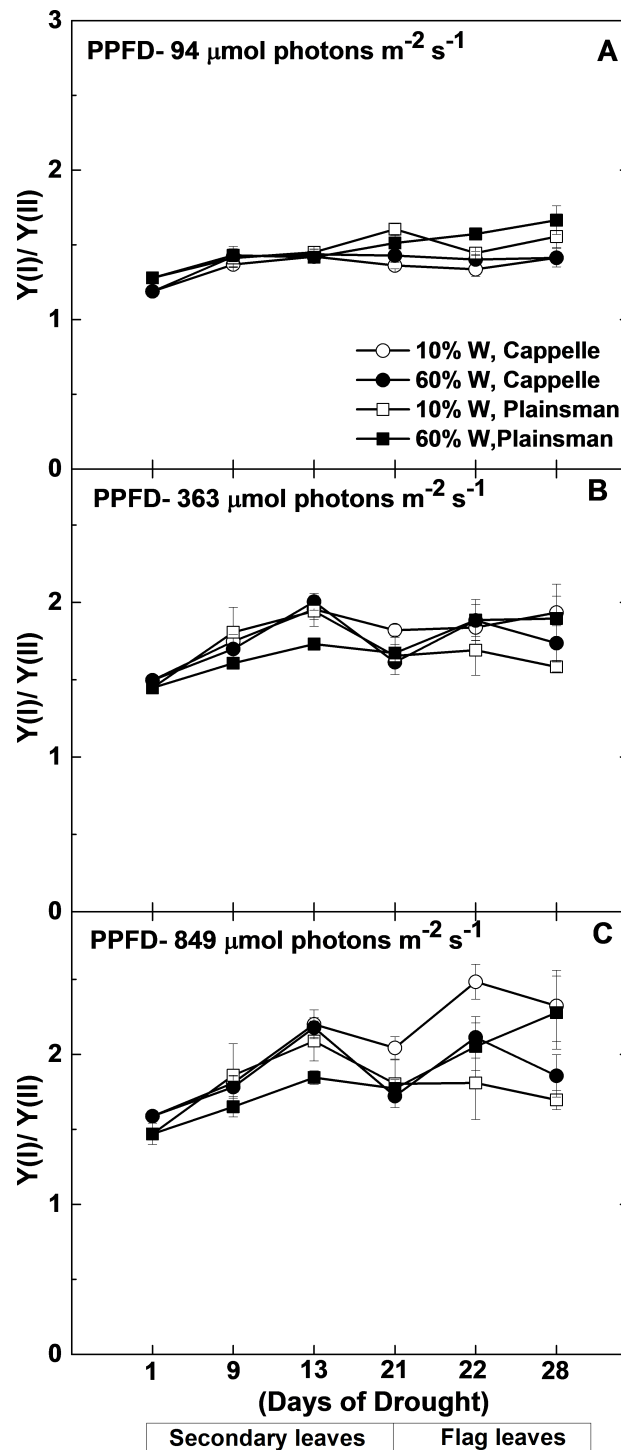 3
PPFD- 94 μmol photons m⁻² s⁻¹
A
2
Y(I)/ Y(II)
1
10% W, Cappelle
60% W, Cappelle
10% W, Plainsman
60% W,Plainsman
0
PPFD- 363 μmol photons m⁻² s⁻¹
B
2
Y(I)/ Y(II)
1
0
PPFD- 849 μmol photons m⁻² s⁻¹
C
2
Y(I)/ Y(II)
1
0
1 9 13 21 22 28
(Days of Drought)
Secondary leaves Flag leaves